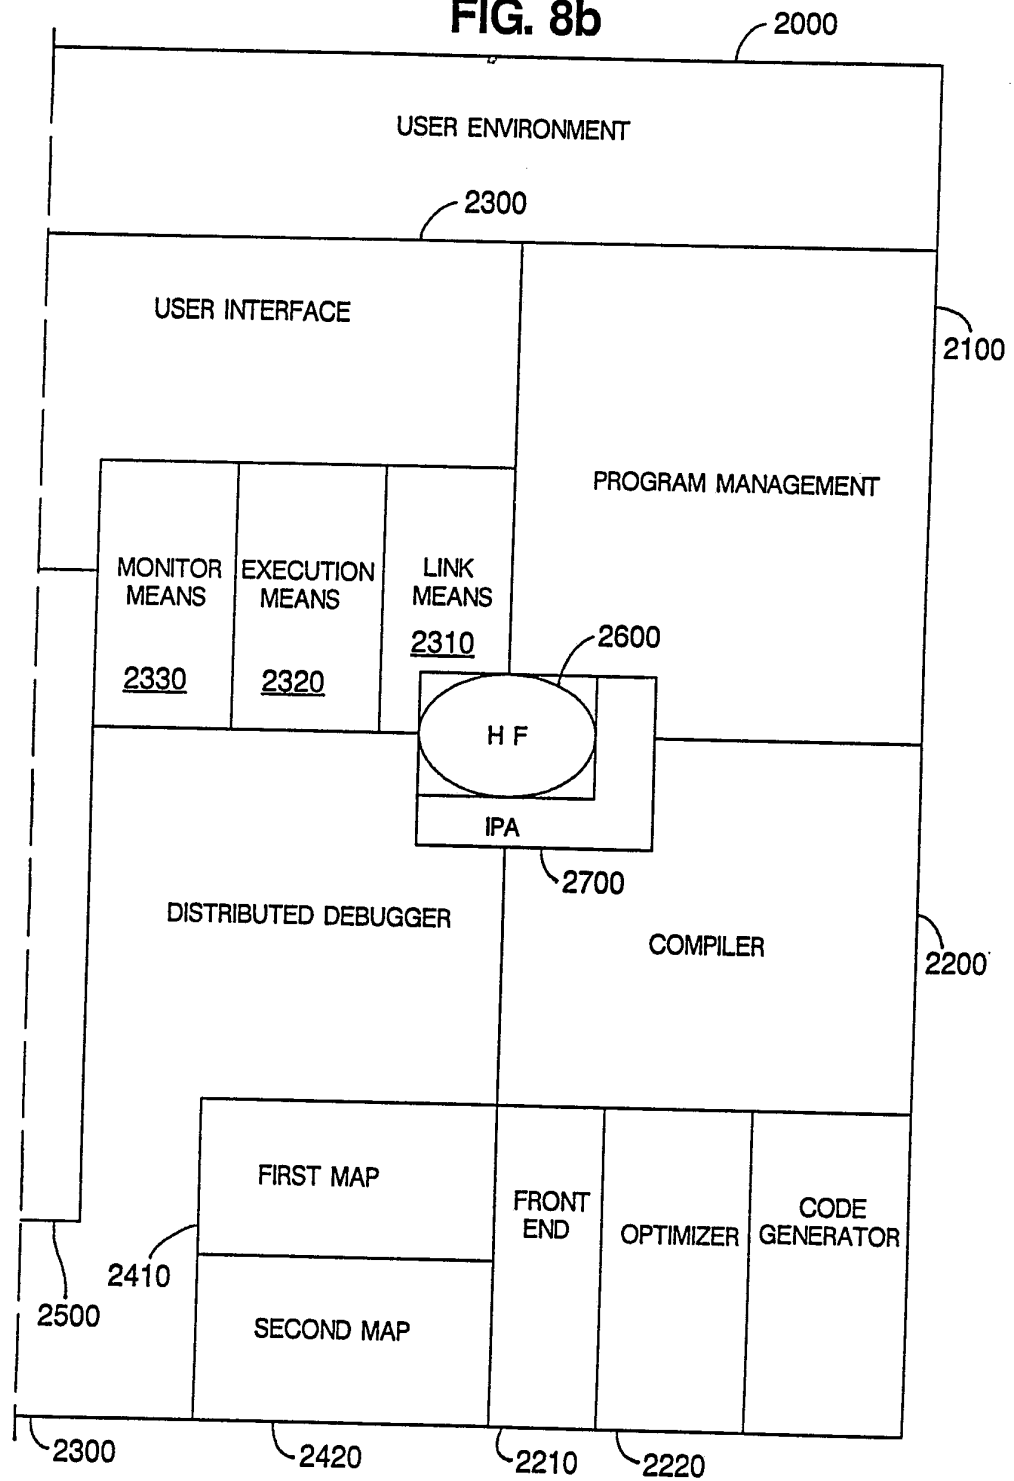 FIG. 8b
2000
USER ENVIRONMENT
2300
USER INTERFACE
2100
PROGRAM MANAGEMENT
MONITOR
MEANS
2330
EXECUTION
MEANS
2320
LINK
MEANS
2310
2600
H F
IPA
2700
DISTRIBUTED DEBUGGER
COMPILER
2200
FIRST MAP
FRONT
END
OPTIMIZER
CODE
GENERATOR
2410
2500
SECOND MAP
2300
2420
2210
2220